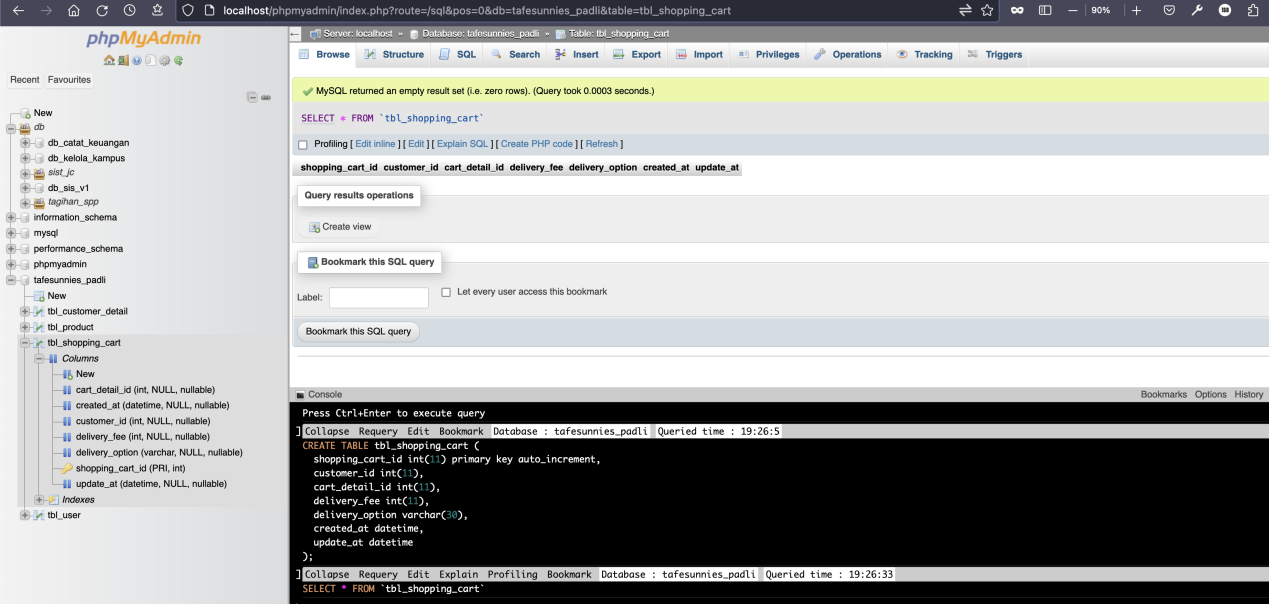 localhost/phpmyadmin/index.php?route=/sql&pos=0&db=tafesunnies_padli&table=tbl_shopping_cart
90%
phpMyAdmin
Recent Favourites
New
db
db_catat_keuangan
db_kelola_kampus
sist_jc
db_sis_v1
tagihan_spp
information_schema
mysql
performance_schema
phpmyadmin
tafesunnies_padli
New
tbl_customer_detail
tbl_product
tbl_shopping_cart
Columns
New
cart_detail_id (int, NULL, nullable)
created_at (datetime, NULL, nullable)
customer_id (int, NULL, nullable)
delivery_fee (int, NULL, nullable)
delivery_option (varchar, NULL, nullable)
shopping_cart_id (PRI, int)
update_at (datetime, NULL, nullable)
Indexes
tbl_user
Server: localhost » Database: tafesunnies_padli » Table: tbl_shopping_cart
Browse Structure SQL Search Insert Export Import Privileges Operations Tracking Triggers
MySQL returned an empty result set (i.e. zero rows). (Query took 0.0003 seconds.)
SELECT * FROM `tbl_shopping_cart`
Profiling [ Edit inline ] [ Edit ] [ Explain SQL ] [ Create PHP code ] [ Refresh ]
shopping_cart_id customer_id cart_detail_id delivery_fee delivery_option created_at update_at
Query results operations
Create view
Bookmark this SQL query
Label: Let every user access this bookmark
Bookmark this SQL query
Console Bookmarks Options History
Press Ctrl+Enter to execute query
] Collapse Requery Edit Bookmark Database : tafesunnies_padli Queried time : 19:26:5
CREATE TABLE tbl_shopping_cart (
shopping_cart_id int(11) primary key auto_increment,
customer_id int(11),
cart_detail_id int(11),
delivery_fee int(11),
delivery_option varchar(30),
created_at datetime,
update_at datetime
);
] Collapse Requery Edit Explain Profiling Bookmark Database : tafesunnies_padli Queried time : 19:26:33
SELECT * FROM `tbl_shopping_cart`